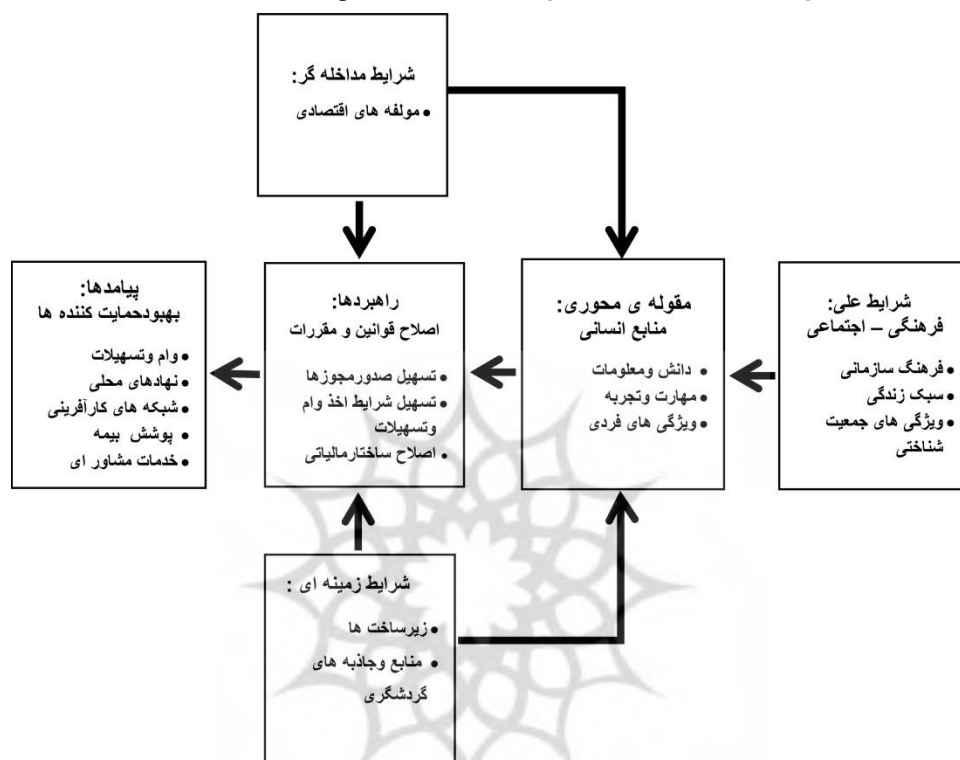 شرایط مداخله گر:
• مولفه های اقتصادی
شرایط علی:
فرهنگی – اجتماعی
• فرهنگ سازمانی
• سبک زندگی
• ویژگی های جمعیت
شناختی
مقوله ی محوری:
منابع انسانی
• دانش ومعلومات
• مهارت وتجربه
• ویژگی های فردی
راهبردها:
اصلاح قوانین و مقررات
• تسهیل صدورمجوزها
• تسهیل شرایط اخذ وام
وتسهیلات
• اصلاح ساختارمالیاتی
پیامدها:
بهبودحمایت کننده ها
• وام وتسهیلات
• نهادهای محلی
• شبکه های کارآفرینی
• پوشش بیمه
• خدمات مشاور ای
شرایط زمینه ای :
• زیرساخت ها
• منابع وجاذبه های
گردشگری